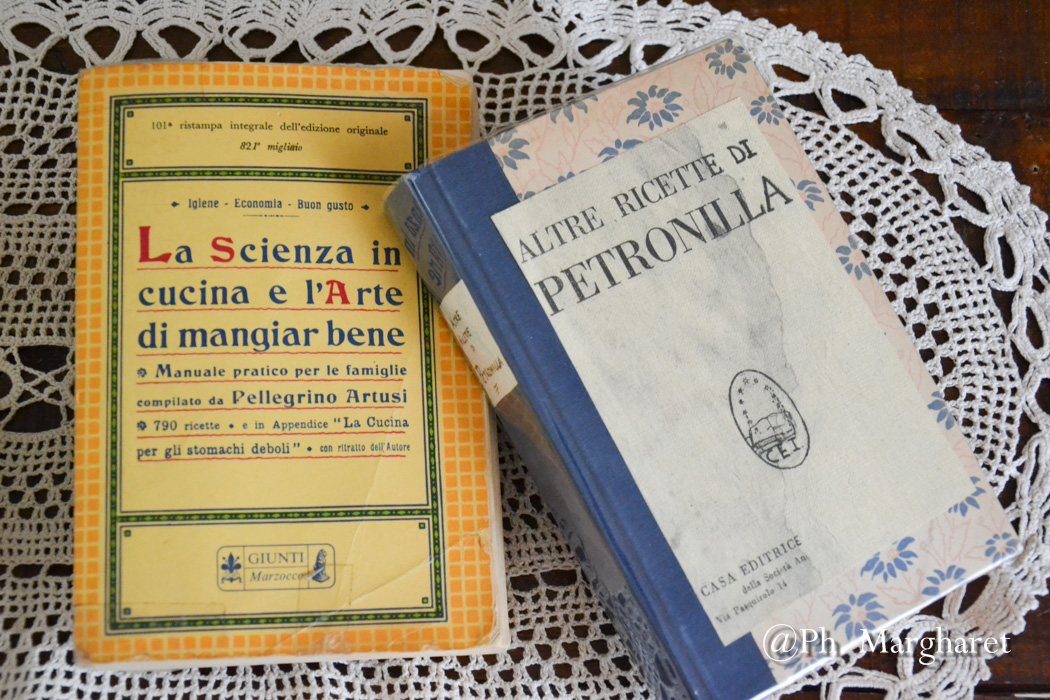 101ª ristampa integrale dell'edizione originale
821º migliaio
Igiene - Economia - Buon gusto
La Scienza in
cucina e l'Arte
di mangiar bene
Manuale pratico per le famiglie
compilato da Pellegrino Artusi
790 ricette • e in Appendice "La Cucina
per gli stomachi deboli" • con ritratto dell'Autore
GIUNTI
Marzocco
ALTRE RICETTE DI
PETRONILLA
CASA EDITRICE
della Società An
Via Pasquirolo 14
@Ph. Margharet